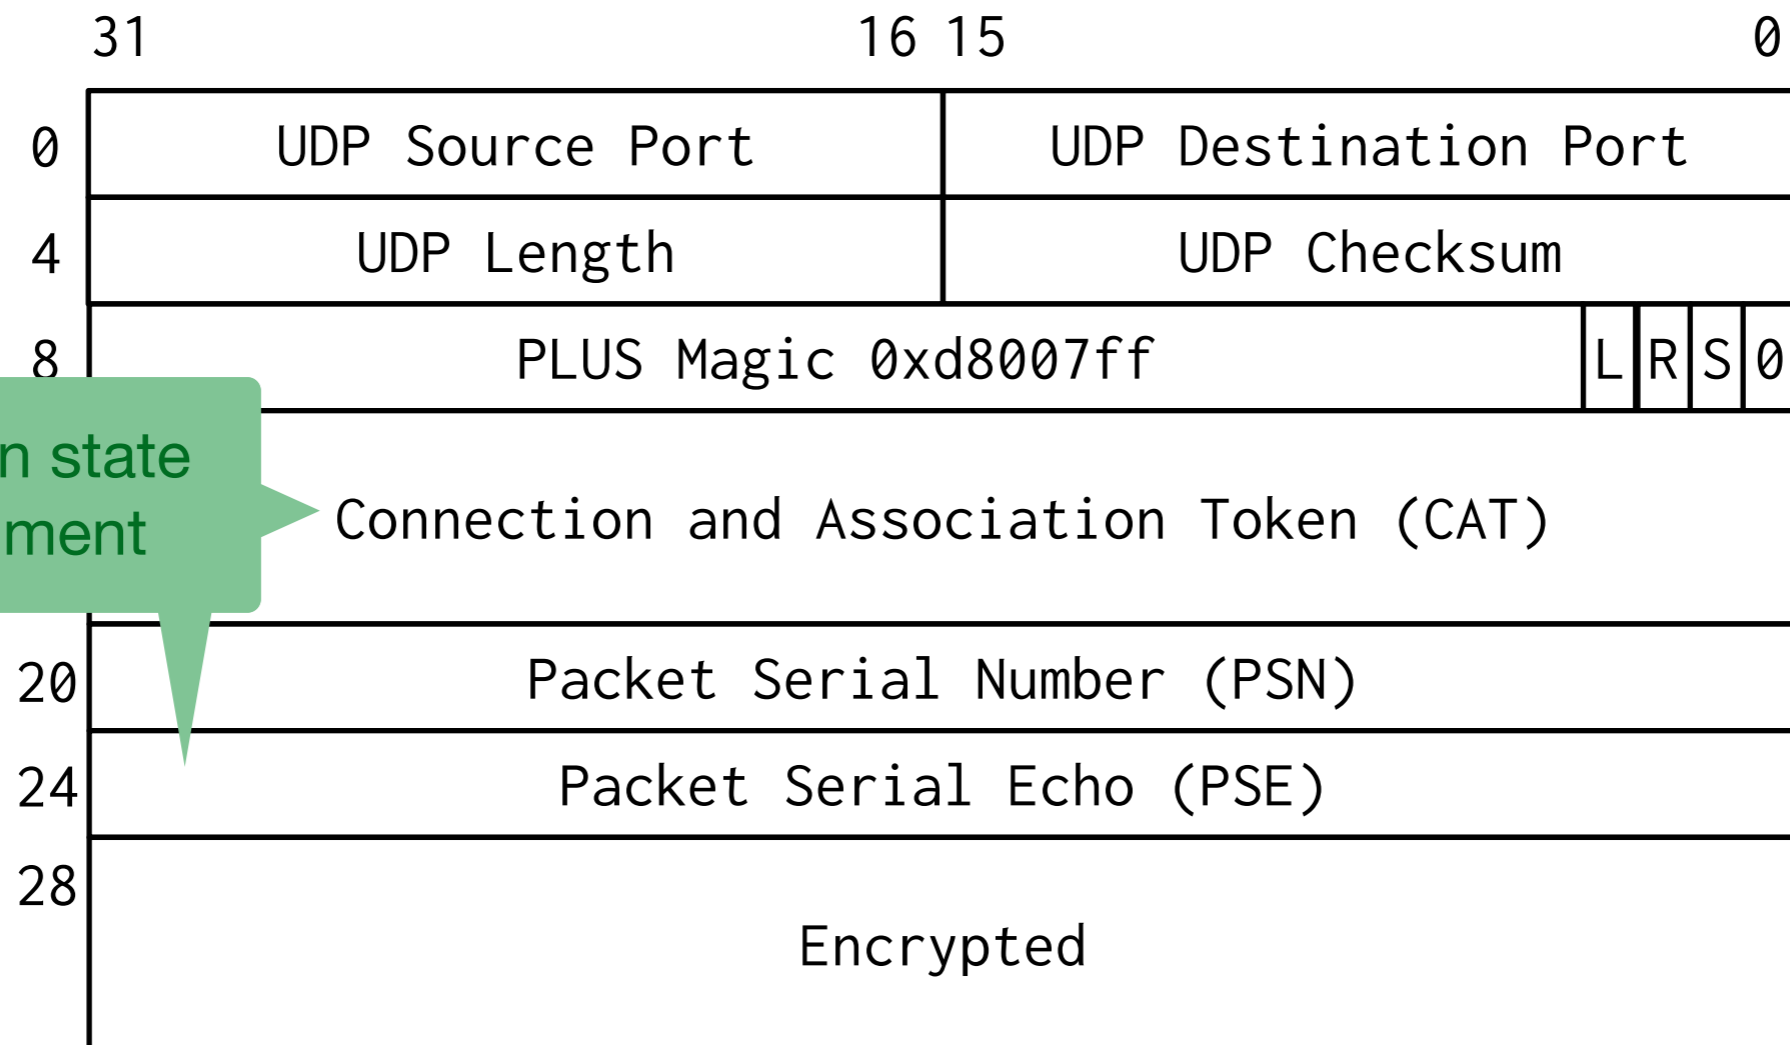 31 16 15 0
0 UDP Source Port UDP Destination Port
4 UDP Length UDP Checksum
8 PLUS Magic 0xd8007ff L R S 0
n state
ment
Connection and Association Token (CAT)
20 Packet Serial Number (PSN)
24 Packet Serial Echo (PSE)
28
Encrypted